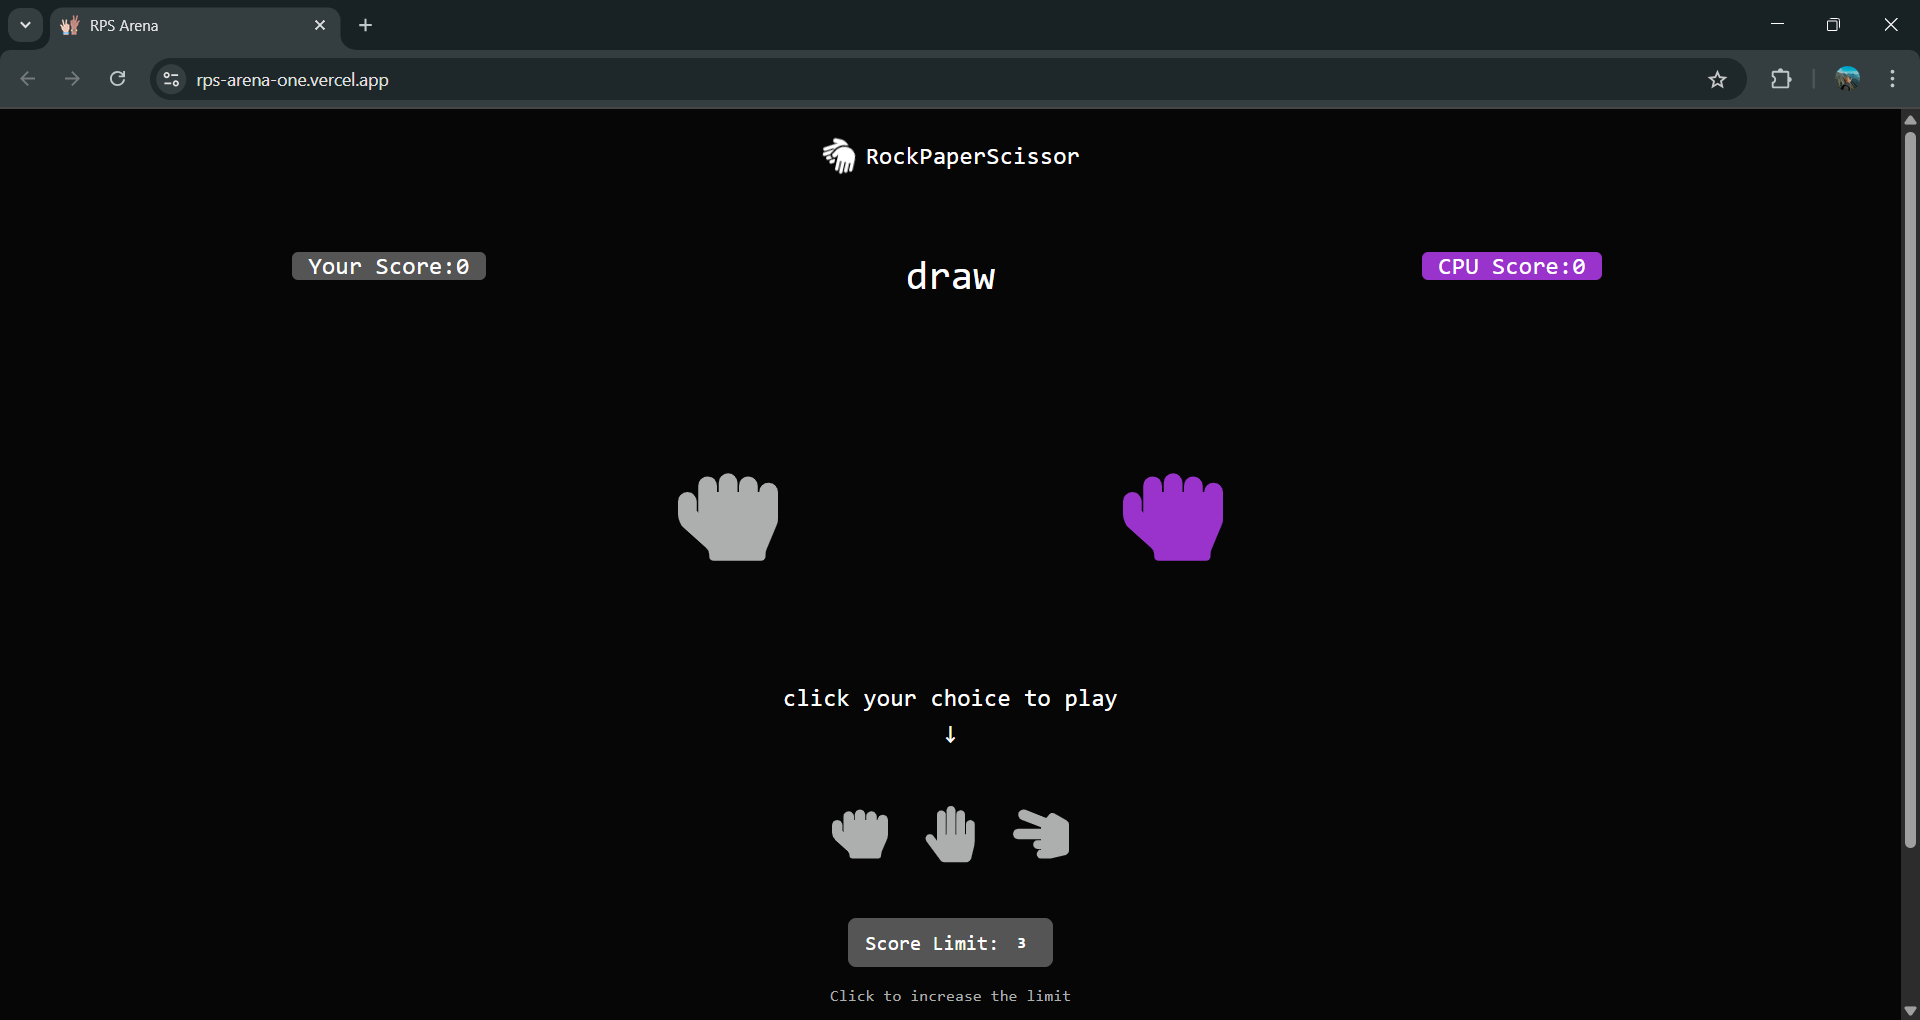 RPS Arena
rps-arena-one.vercel.app
RockPaperScissor
Your Score:0
draw
CPU Score:0
click your choice to play
↓
Score Limit: 3
Click to increase the limit